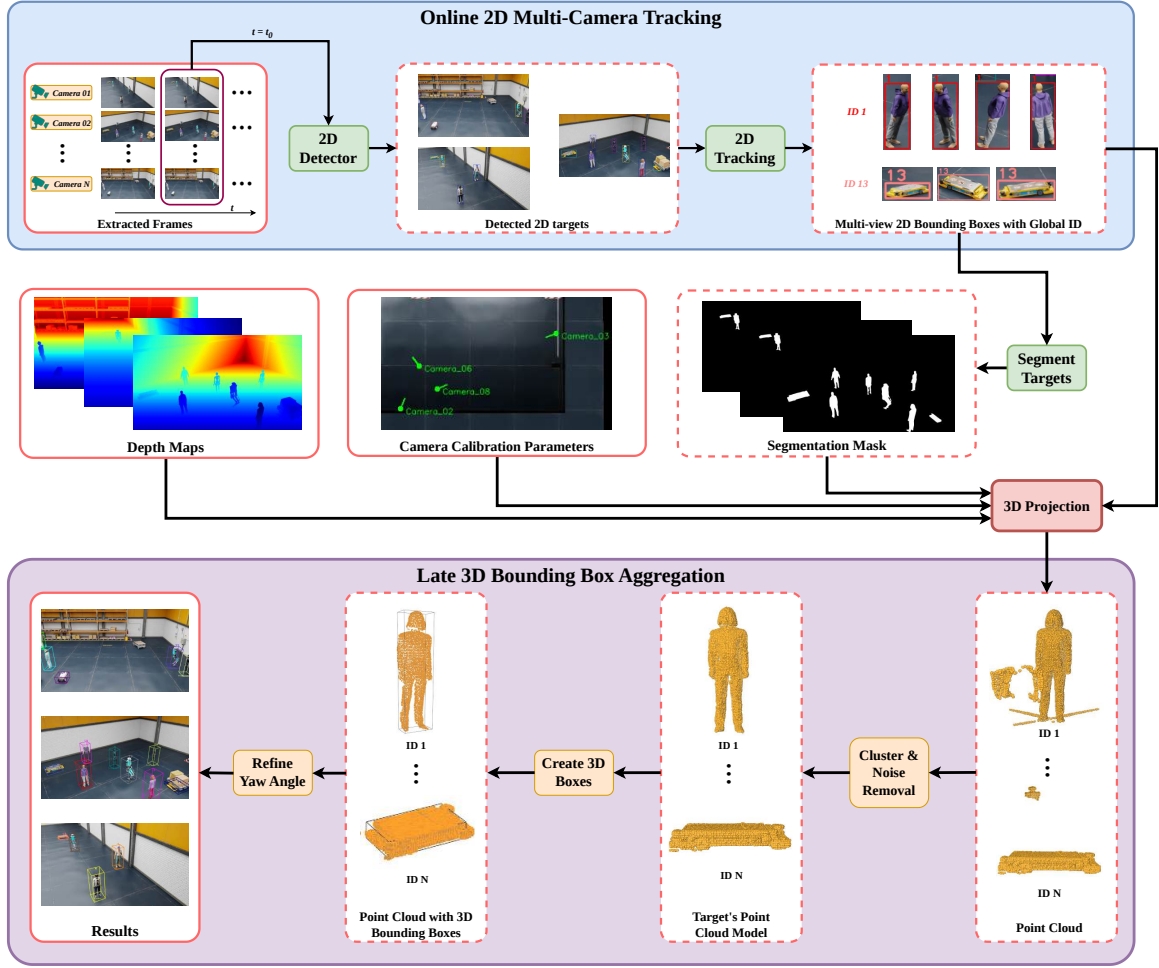 Online 2D Multi-Camera Tracking
t = t0
Camera 01
Camera 02
Camera N
t
Extracted Frames
2D
Detector
Detected 2D targets
2D
Tracking
ID 1
1
ID 13
13
13
13
Multi-view 2D Bounding Boxes with Global ID
Depth Maps
Camera_03
Camera_06
Camera_08
Camera_02
Camera Calibration Parameters
Segmentation Mask
Segment
Targets
3D Projection
Late 3D Bounding Box Aggregation
Results
Refine
Yaw Angle
ID 1
ID N
Point Cloud with 3D
Bounding Boxes
Create 3D
Boxes
ID 1
ID N
Target's Point
Cloud Model
Cluster &
Noise
Removal
ID 1
ID N
Point Cloud